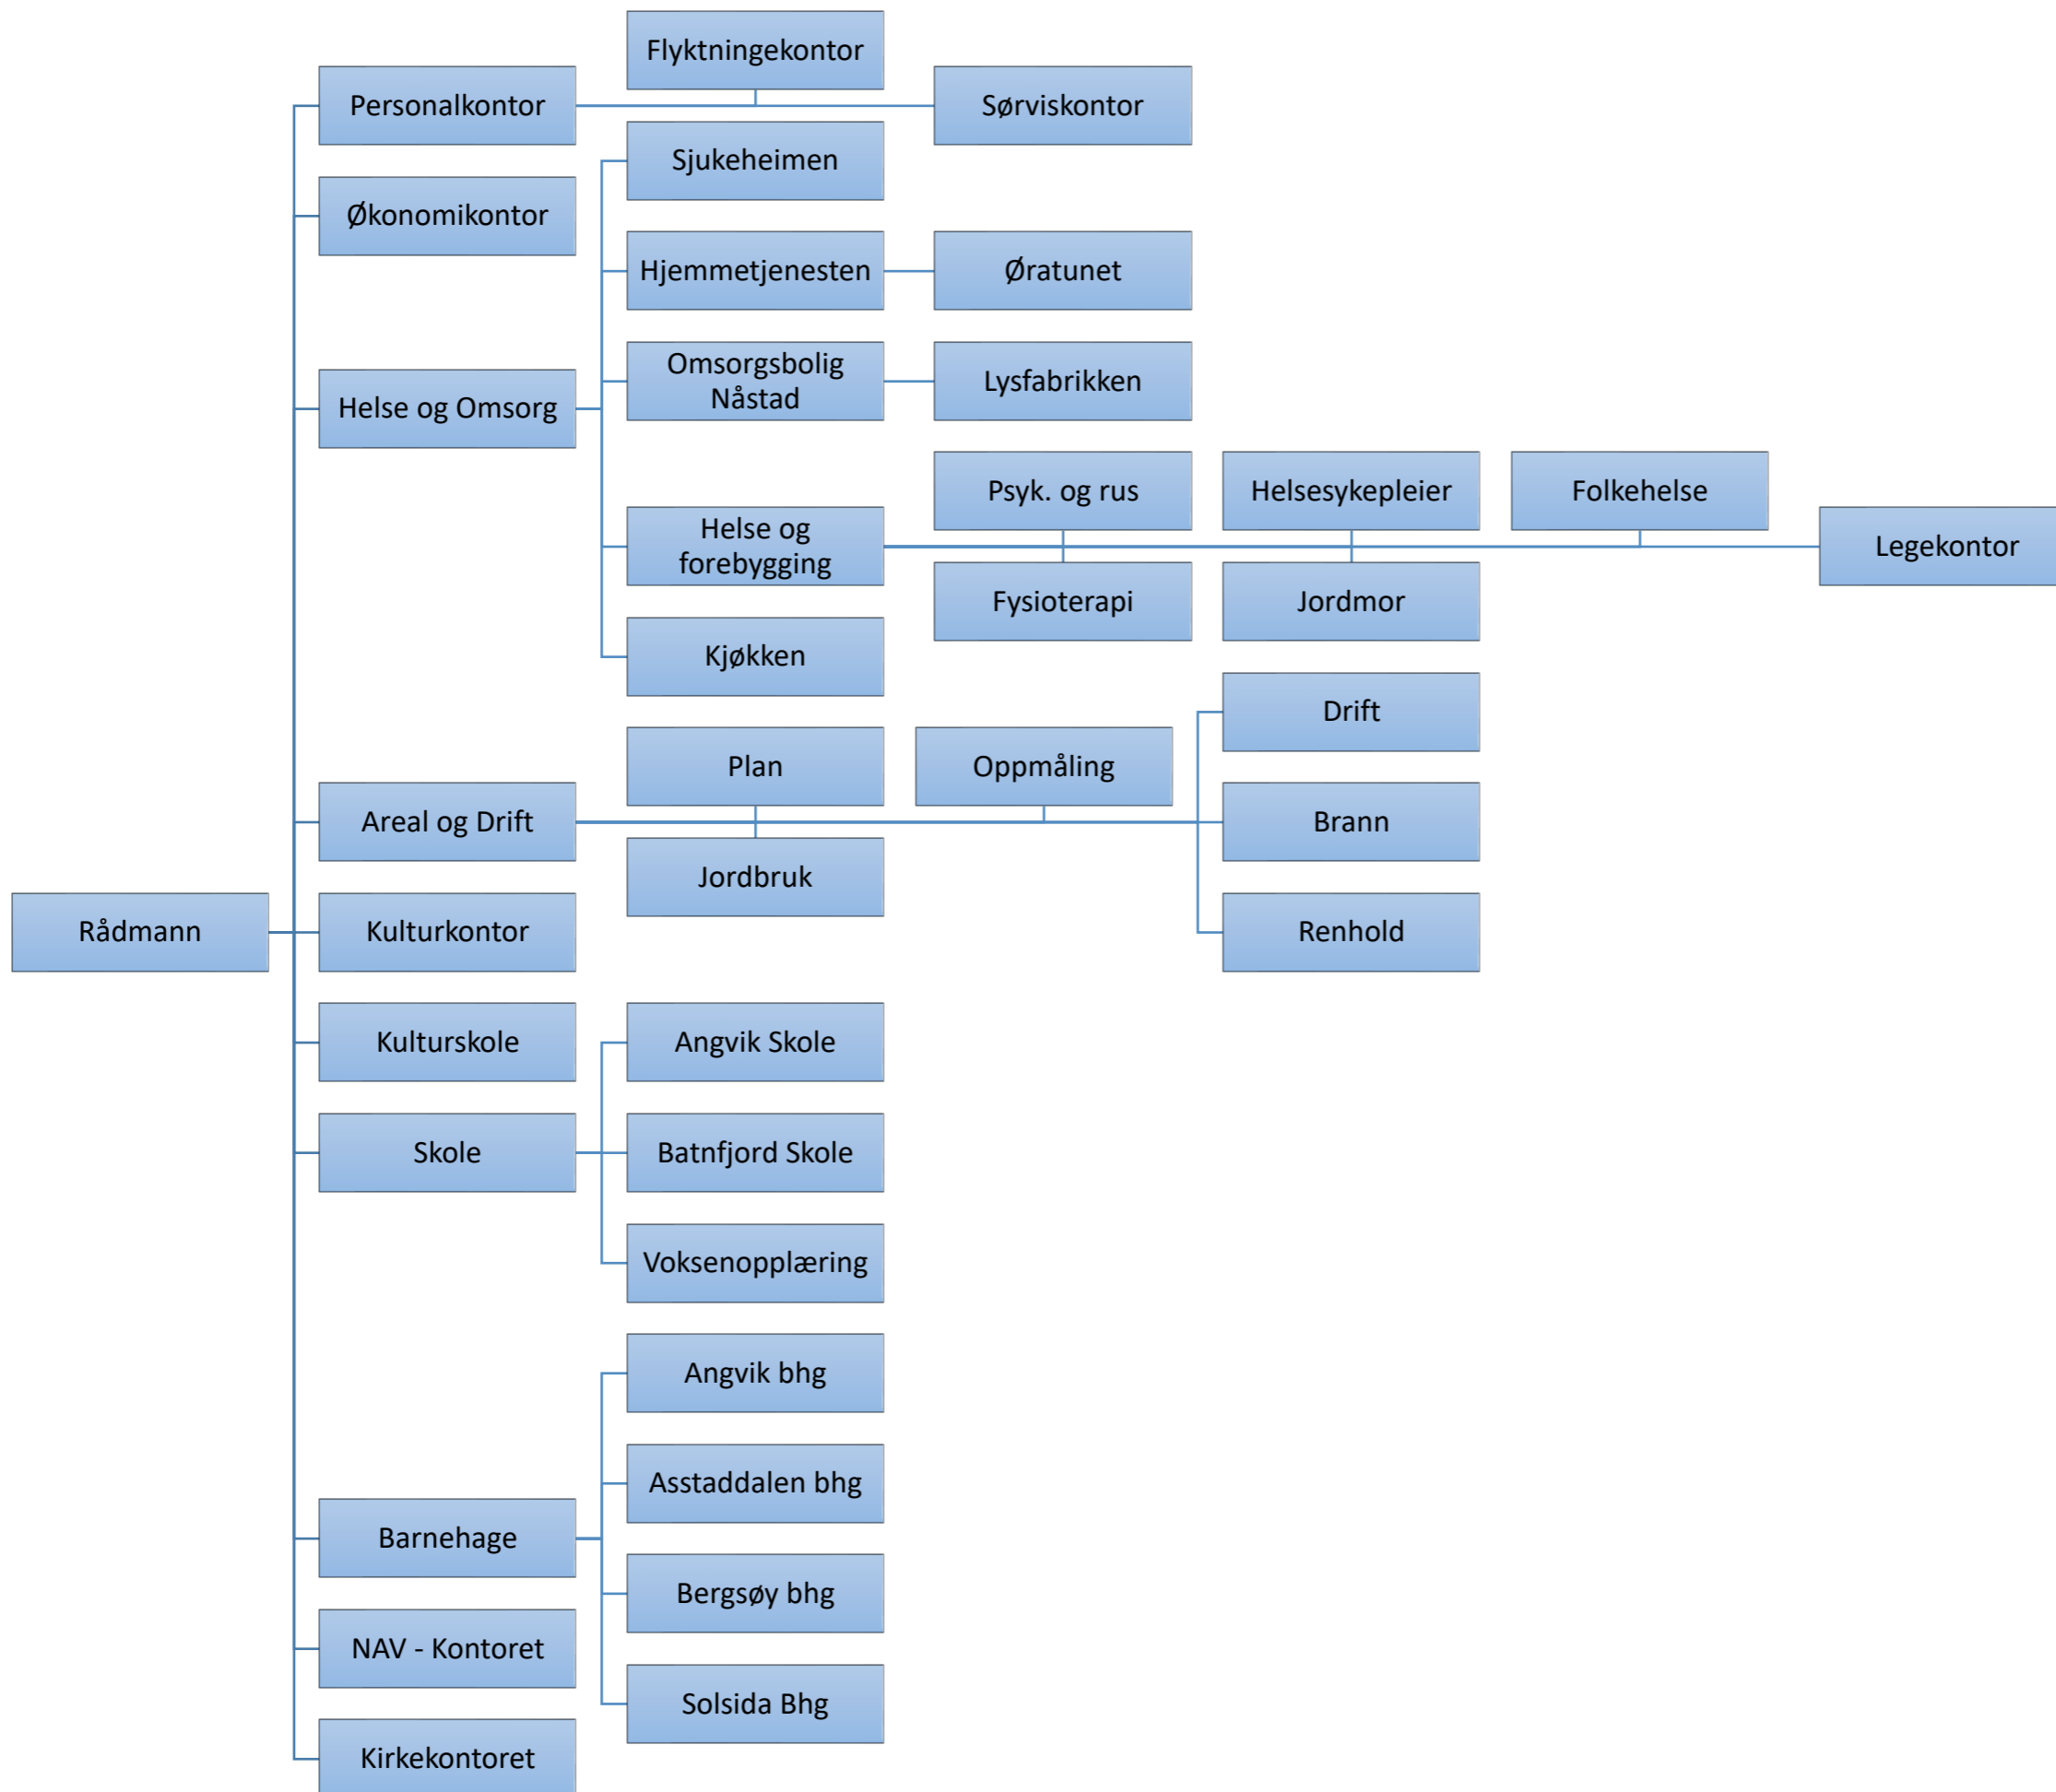 Flyktningekontor
Personalkontor
Sørviskontor
Sjukeheimen
Økonomikontor
Hjemmetjenesten
Øratunet
Omsorgsbolig
Nåstad
Lysfabrikken
Helse og Omsorg
Psyk. og rus
Helsesykepleier
Folkehelse
Helse og
forebygging
Legekontor
Fysioterapi
Jordmor
Kjøkken
Drift
Plan
Oppmåling
Areal og Drift
Brann
Jordbruk
Rådmann
Kulturkontor
Renhold
Kulturskole
Angvik Skole
Skole
Batnfjord Skole
Voksenopplæring
Angvik bhg
Asstaddalen bhg
Barnehage
Bergsøy bhg
NAV - Kontoret
Solsida Bhg
Kirkekontoret